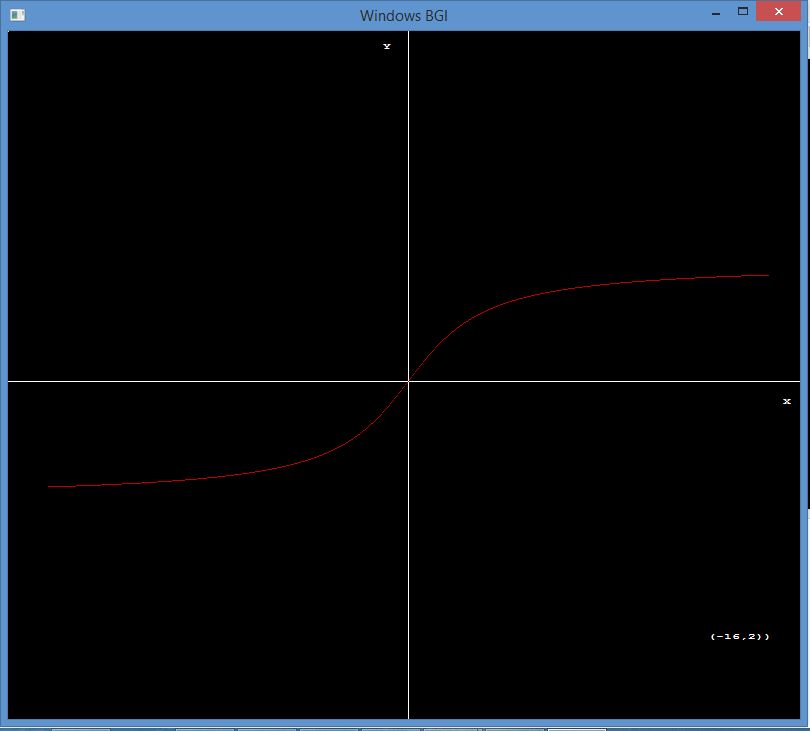 Windows BGI
Y
X
(-16,2))